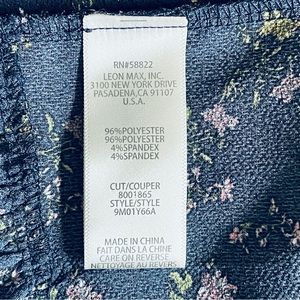 RN#58822
LEON MAX, INC.
3100 NEW YORK DRIVE
PASADENA,CA 91107
U.S.A.
96%POLYESTER
96%POLYESTER
4%SPANDEX
4%SPANDEX
CUT/COUPER
8001865
STYLE/STYLE
9M01Y66A
MADE IN CHINA
FAIT DANS LA CHINE
CARE ON REVERSE
NETTOYAGE AU REVERS